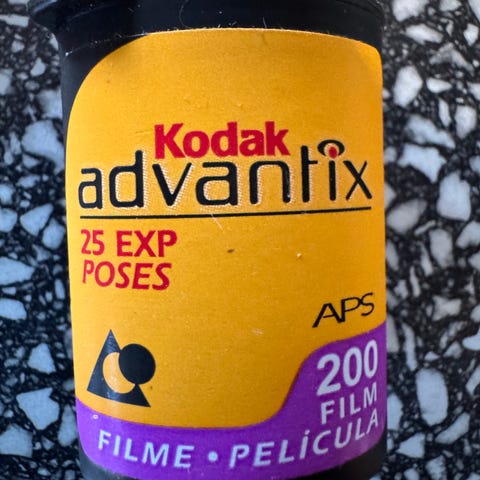 Kodak
advantix
25 EXP
POSES
APS
200
FILM
FILME • PELÍCULA